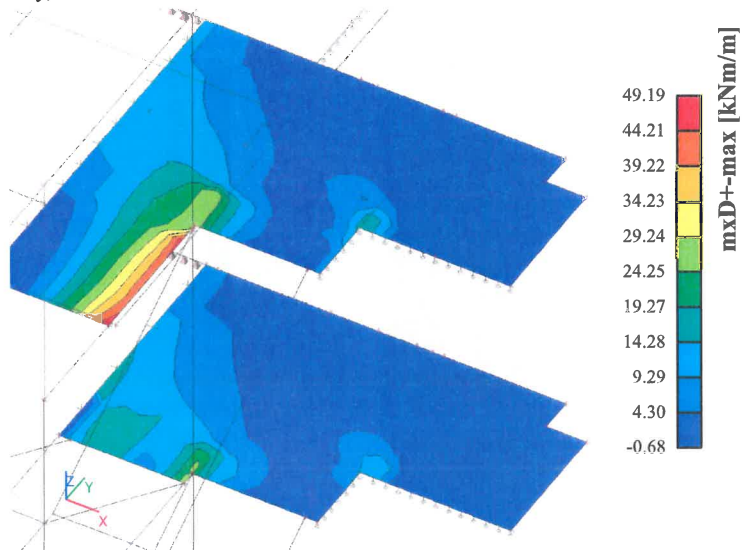 mxD+-max [kNm/m]
49.19
44.21
39.22
34.23
29.24
24.25
19.27
14.28
9.29
4.30
-0.68
Z
Y
X